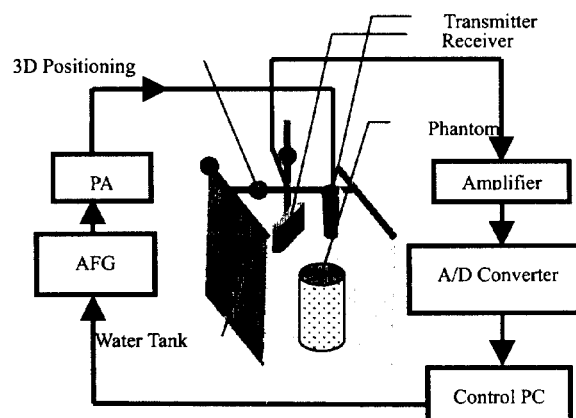 Transmitter
Receiver
3D Positioning
Phantom
PA
Amplifier
AFG
A/D Converter
Water Tank
Control PC